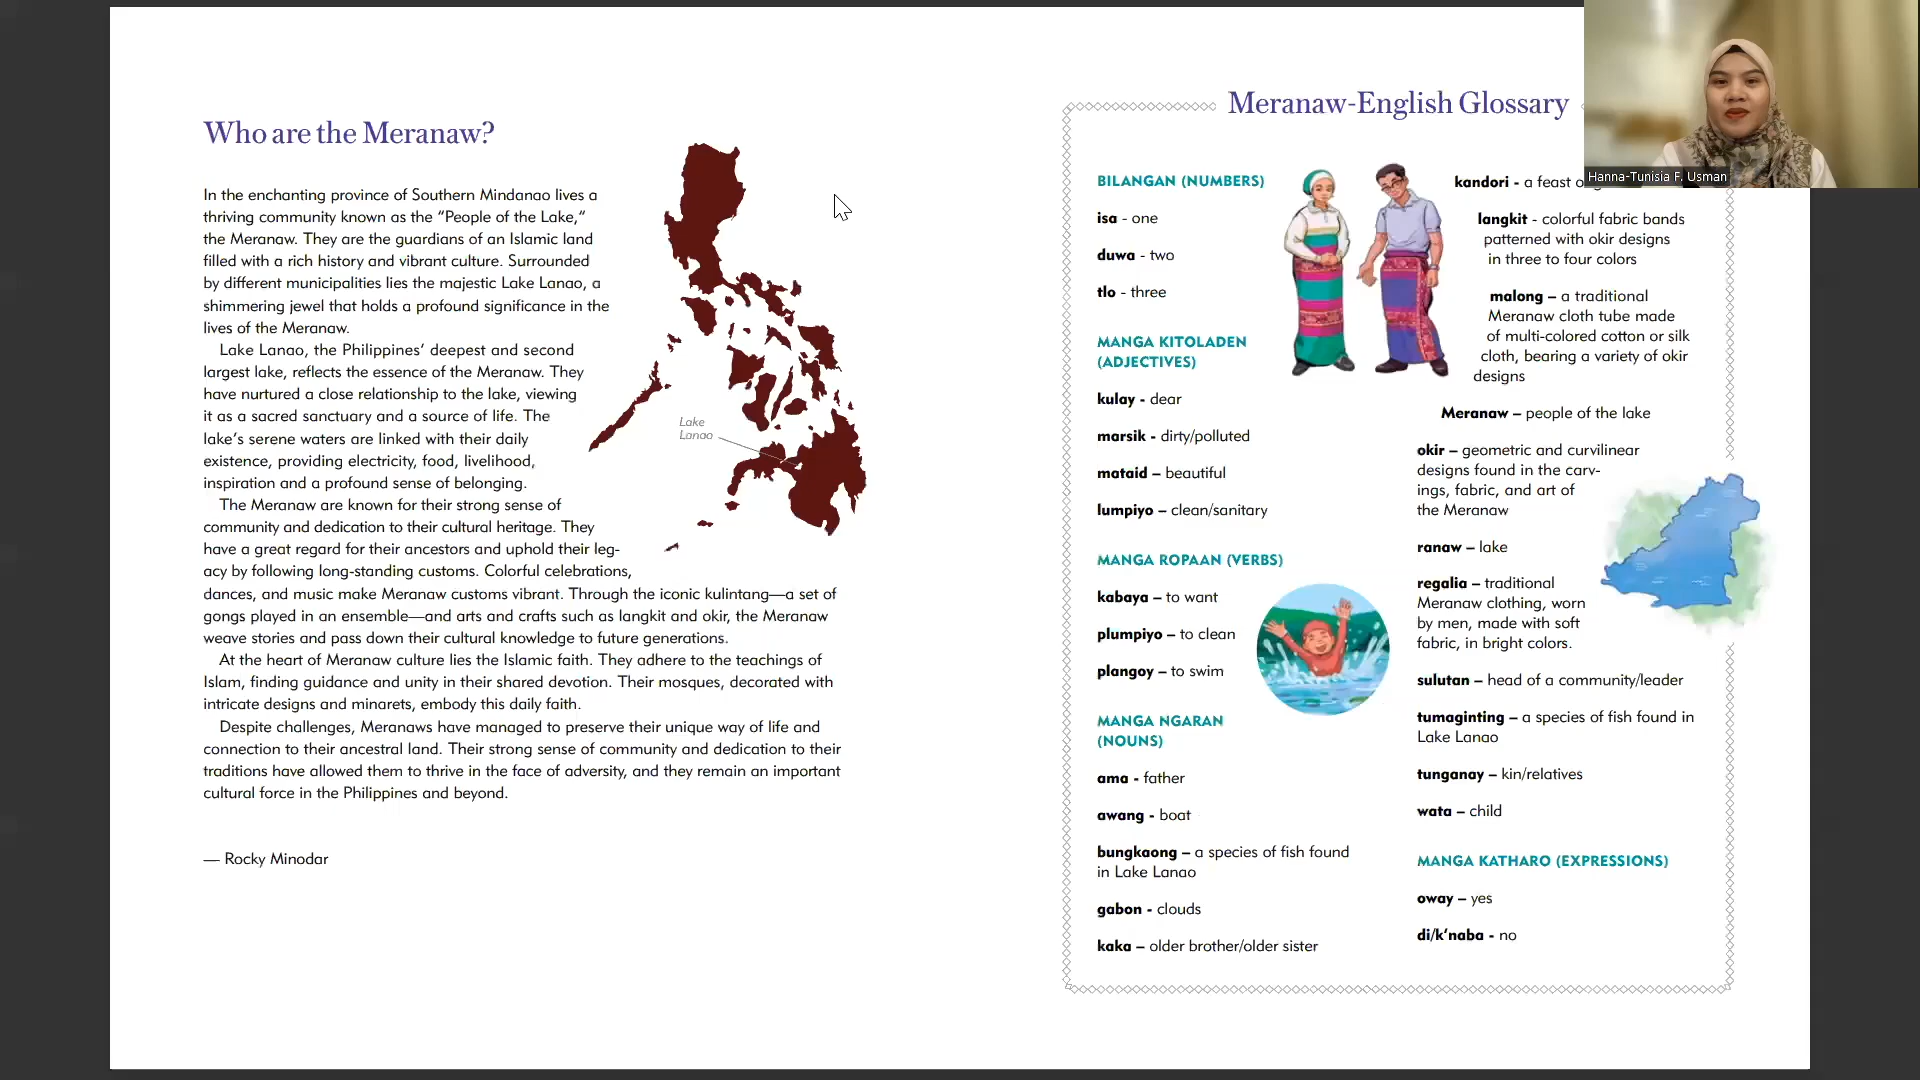 Who are the Meranaw?
In the enchanting province of Southern Mindanao lives a
thriving community known as the “People of the Lake,“
the Meranaw. They are the guardians of an Islamic land
filled with a rich history and vibrant culture. Surrounded
by different municipalities lies the majestic Lake Lanao, a
shimmering jewel that holds a profound significance in the
lives of the Meranaw.
Lake Lanao, the Philippines’ deepest and second
largest lake, reflects the essence of the Meranaw. They
have nurtured a close relationship to the lake, viewing
it as a sacred sanctuary and a source of life. The
lake’s serene waters are linked with their daily
existence, providing electricity, food, livelihood,
inspiration and a profound sense of belonging.
The Meranaw are known for their strong sense of
community and dedication to their cultural heritage. They
have a great regard for their ancestors and uphold their leg-
acy by following long-standing customs. Colorful celebrations,
dances, and music make Meranaw customs vibrant. Through the iconic kulintang—a set of
gongs played in an ensemble—and arts and crafts such as langkit and okir, the Meranaw
weave stories and pass down their cultural knowledge to future generations.
At the heart of Meranaw culture lies the Islamic faith. They adhere to the teachings of
Islam, finding guidance and unity in their shared devotion. Their mosques, decorated with
intricate designs and minarets, embody this daily faith.
Despite challenges, Meranaws have managed to preserve their unique way of life and
connection to their ancestral land. Their strong sense of community and dedication to their
traditions have allowed them to thrive in the face of adversity, and they remain an important
cultural force in the Philippines and beyond.
— Rocky Minodar
Lake
Lanao
Meranaw-English Glossary
BILANGAN (NUMBERS)
isa - one
duwa - two
tlo - three
MANGA KITOLADEN
(ADJECTIVES)
kulay - dear
marsik - dirty/polluted
mataid – beautiful
lumpiyo – clean/sanitary
MANGA ROPAAN (VERBS)
kabaya – to want
plumpiyo – to clean
plangoy – to swim
MANGA NGARAN
(NOUNS)
ama - father
awang - boat
bungkaong – a species of fish found
in Lake Lanao
gabon - clouds
kaka – older brother/older sister
kandori - a feast
langkit - colorful fabric bands
patterned with okir designs
in three to four colors
malong – a traditional
Meranaw cloth tube made
of multi-colored cotton or silk
cloth, bearing a variety of okir
designs
Meranaw – people of the lake
okir – geometric and curvilinear
designs found in the carv-
ings, fabric, and art of
the Meranaw
ranaw – lake
regalia – traditional
Meranaw clothing, worn
by men, made with soft
fabric, in bright colors.
sulutan – head of a community/leader
tumaginting – a species of fish found in
Lake Lanao
tunganay – kin/relatives
wata – child
MANGA KATHARO (EXPRESSIONS)
oway – yes
di/k’naba - no
Hanna-Tunisia F. Usman